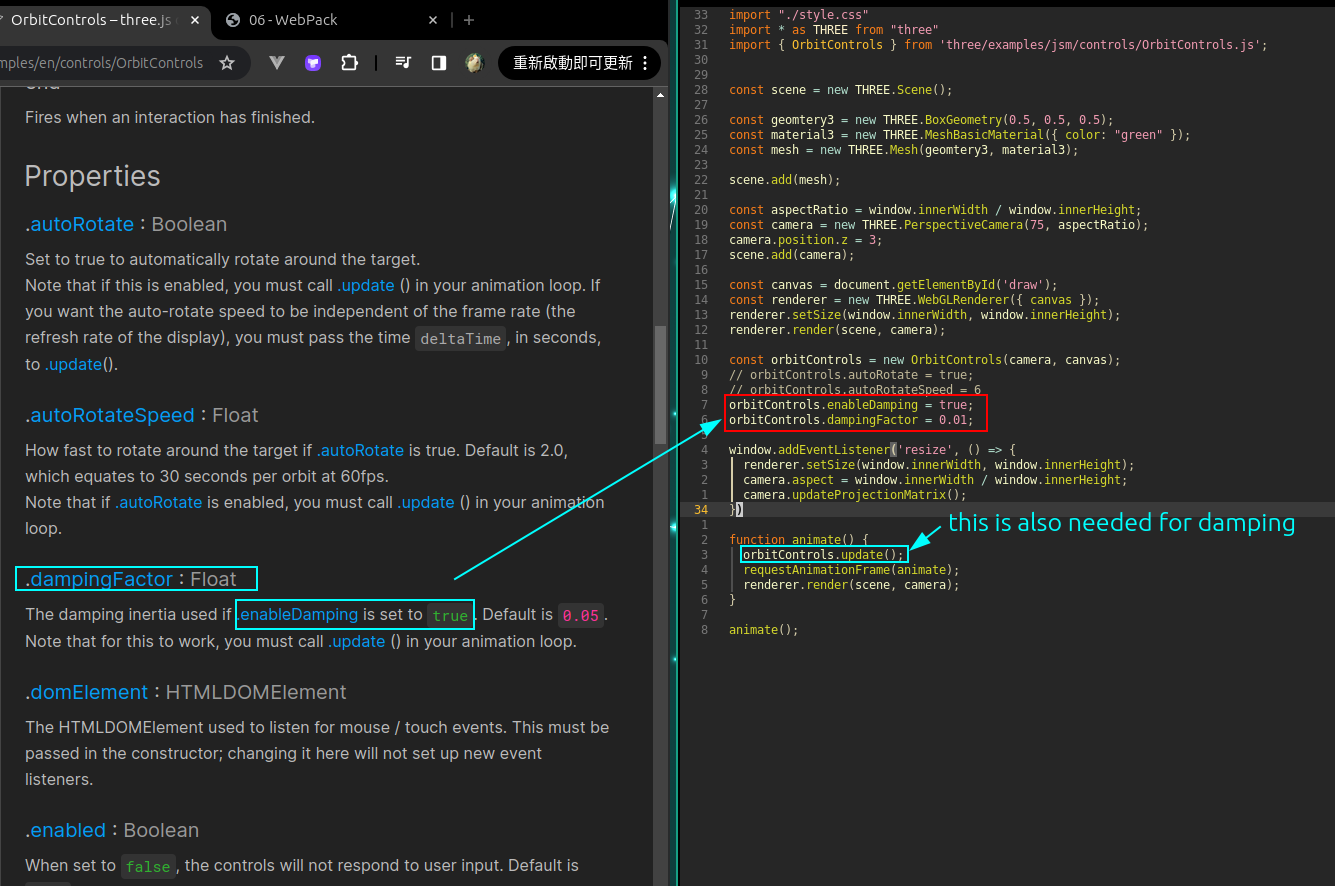 OrbitControls – three.js
06 - WebPack
mples/en/controls/OrbitControls
重新啟動即可更新
Fires when an interaction has finished.
Properties
.autoRotate : Boolean
Set to true to automatically rotate around the target.
Note that if this is enabled, you must call .update () in your animation loop. If
you want the auto-rotate speed to be independent of the frame rate (the
refresh rate of the display), you must pass the time deltaTime , in seconds,
to .update().
.autoRotateSpeed : Float
How fast to rotate around the target if .autoRotate is true. Default is 2.0,
which equates to 30 seconds per orbit at 60fps.
Note that if .autoRotate is enabled, you must call .update () in your animation
loop.
.dampingFactor : Float
The damping inertia used if .enableDamping is set to true . Default is 0.05 .
Note that for this to work, you must call .update () in your animation loop.
.domElement : HTMLDOMElement
The HTMLDOMElement used to listen for mouse / touch events. This must be
passed in the constructor; changing it here will not set up new event
listeners.
.enabled : Boolean
When set to false , the controls will not respond to user input. Default is
33 import "./style.css"
32 import * as THREE from "three"
31 import { OrbitControls } from 'three/examples/jsm/controls/OrbitControls.js';
30
29
28 const scene = new THREE.Scene();
27
26 const geomtery3 = new THREE.BoxGeometry(0.5, 0.5, 0.5);
25 const material3 = new THREE.MeshBasicMaterial({ color: "green" });
24 const mesh = new THREE.Mesh(geomtery3, material3);
23
22 scene.add(mesh);
21
20 const aspectRatio = window.innerWidth / window.innerHeight;
19 const camera = new THREE.PerspectiveCamera(75, aspectRatio);
18 camera.position.z = 3;
17 scene.add(camera);
16
15 const canvas = document.getElementById('draw');
14 const renderer = new THREE.WebGLRenderer({ canvas });
13 renderer.setSize(window.innerWidth, window.innerHeight);
12 renderer.render(scene, camera);
11
10 const orbitControls = new OrbitControls(camera, canvas);
9 // orbitControls.autoRotate = true;
8 // orbitControls.autoRotateSpeed = 6
7 orbitControls.enableDamping = true;
6 orbitControls.dampingFactor = 0.01;
5
4 window.addEventListener('resize', () => {
3 renderer.setSize(window.innerWidth, window.innerHeight);
2 camera.aspect = window.innerWidth / window.innerHeight;
1 camera.updateProjectionMatrix();
34 })
1
this is also needed for damping
2 function animate() {
3 orbitControls.update();
4 requestAnimationFrame(animate);
5 renderer.render(scene, camera);
6 }
7
8 animate();